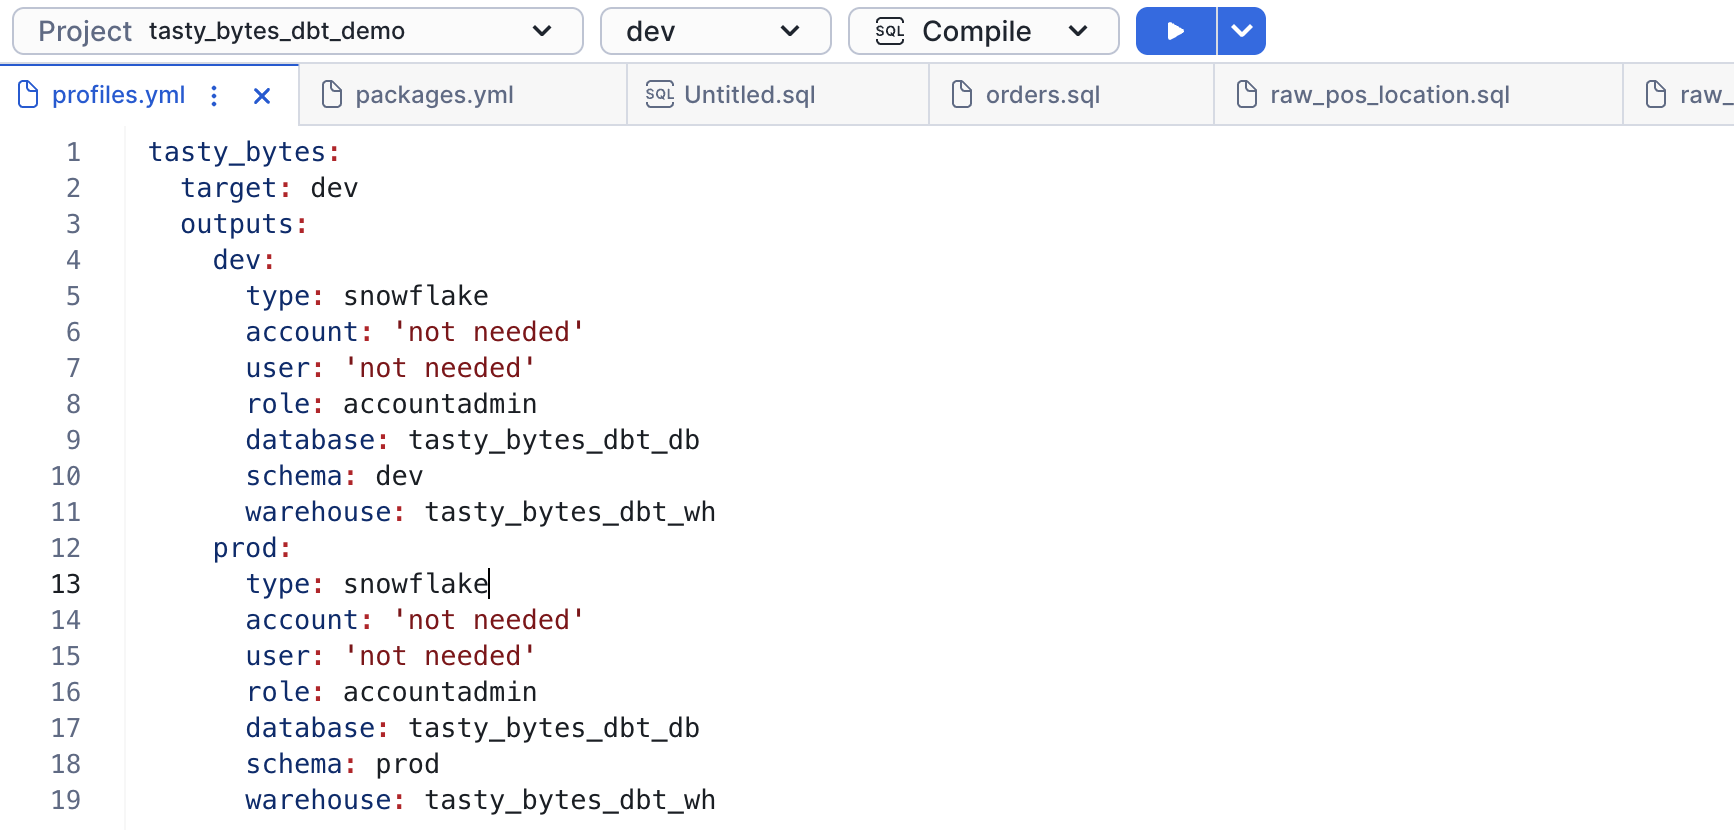 Project tasty_bytes_dbt_demo dev SQL Compile
profiles.yml packages.yml SQL Untitled.sql orders.sql raw_pos_location.sql raw_
1 tasty_bytes:
2 target: dev
3 outputs:
4 dev:
5 type: snowflake
6 account: 'not needed'
7 user: 'not needed'
8 role: accountadmin
9 database: tasty_bytes_dbt_db
10 schema: dev
11 warehouse: tasty_bytes_dbt_wh
12 prod:
13 type: snowflake
14 account: 'not needed'
15 user: 'not needed'
16 role: accountadmin
17 database: tasty_bytes_dbt_db
18 schema: prod
19 warehouse: tasty_bytes_dbt_wh